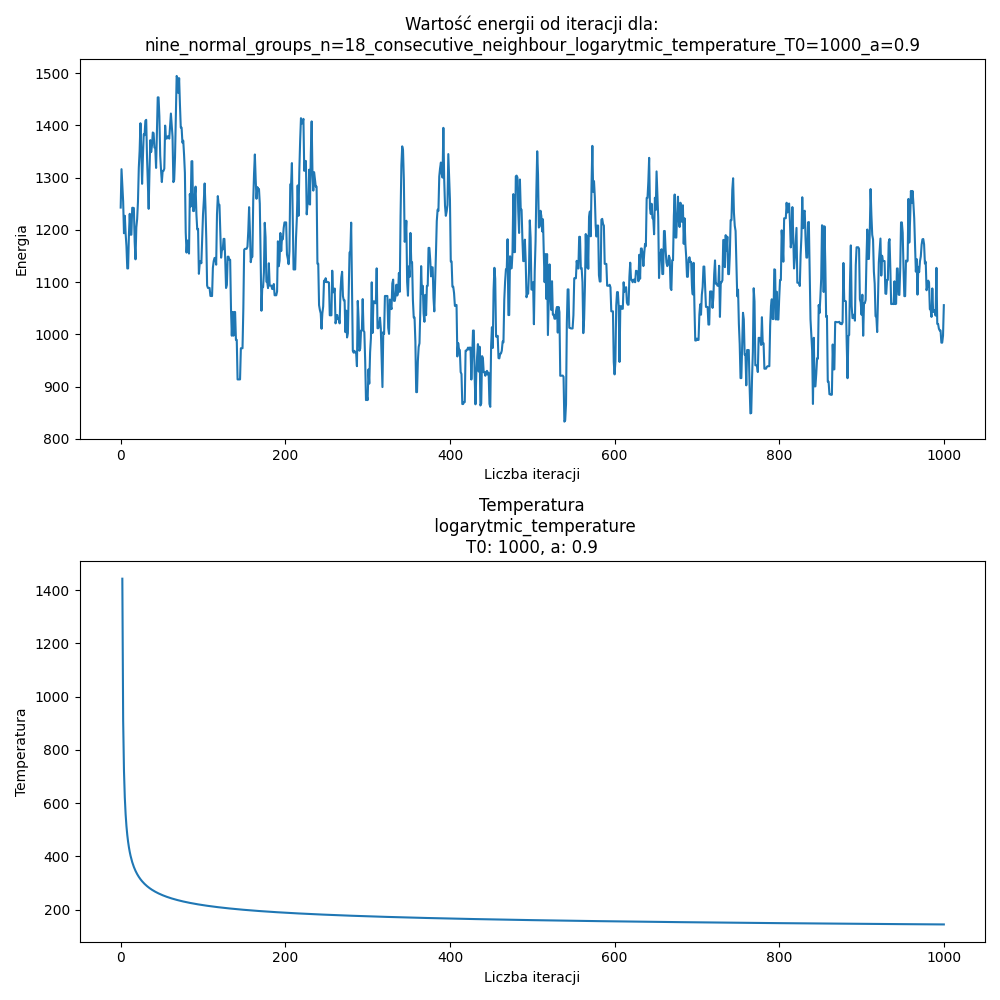 Wartość energii od iteracji dla:
nine_normal_groups_n=18_consecutive_neighbour_logarytmic_temperature_T0=1000_a=0.9
1500
1400
1300
1200
1100
1000
900
800
Energia
0 200 400 600 800 1000
Liczba iteracji
Temperatura
logarytmic_temperature
T0: 1000, a: 0.9
1400
1200
1000
800
600
400
200
Temperatura
0 200 400 600 800 1000
Liczba iteracji